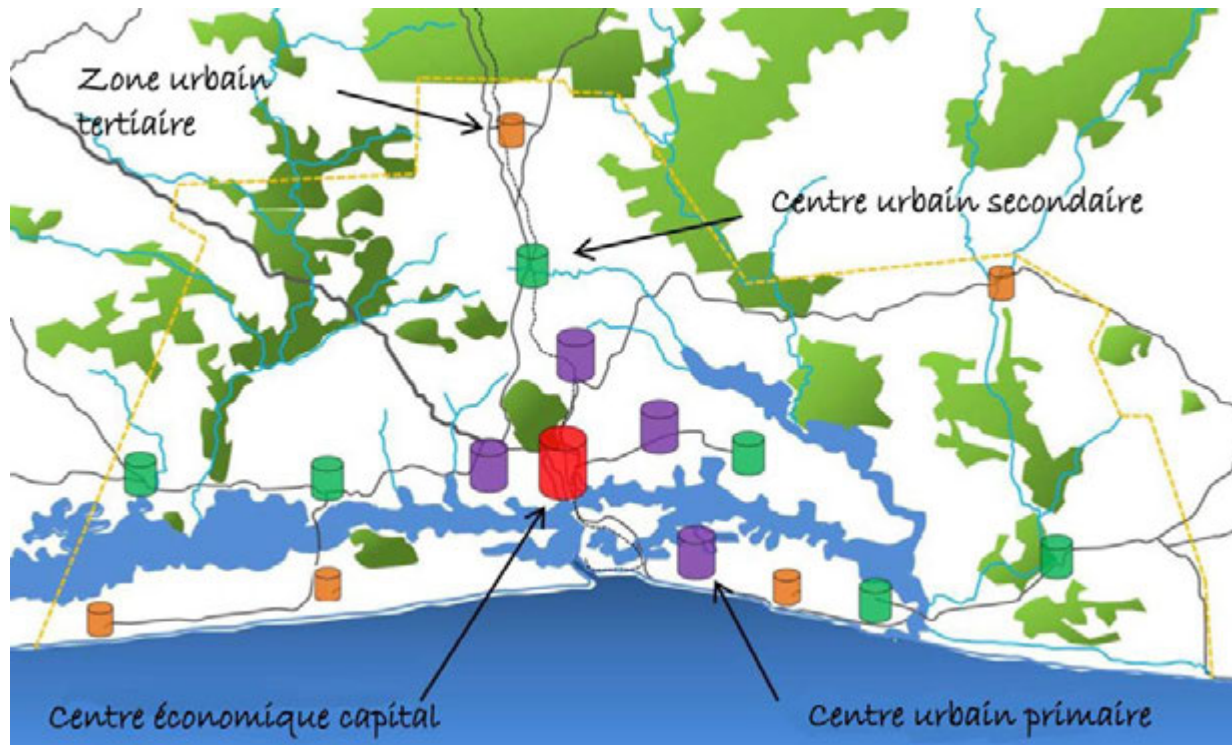 Zone urbain
tertiaire
Centre urbain secondaire
Centre économique capital
Centre urbain primaire